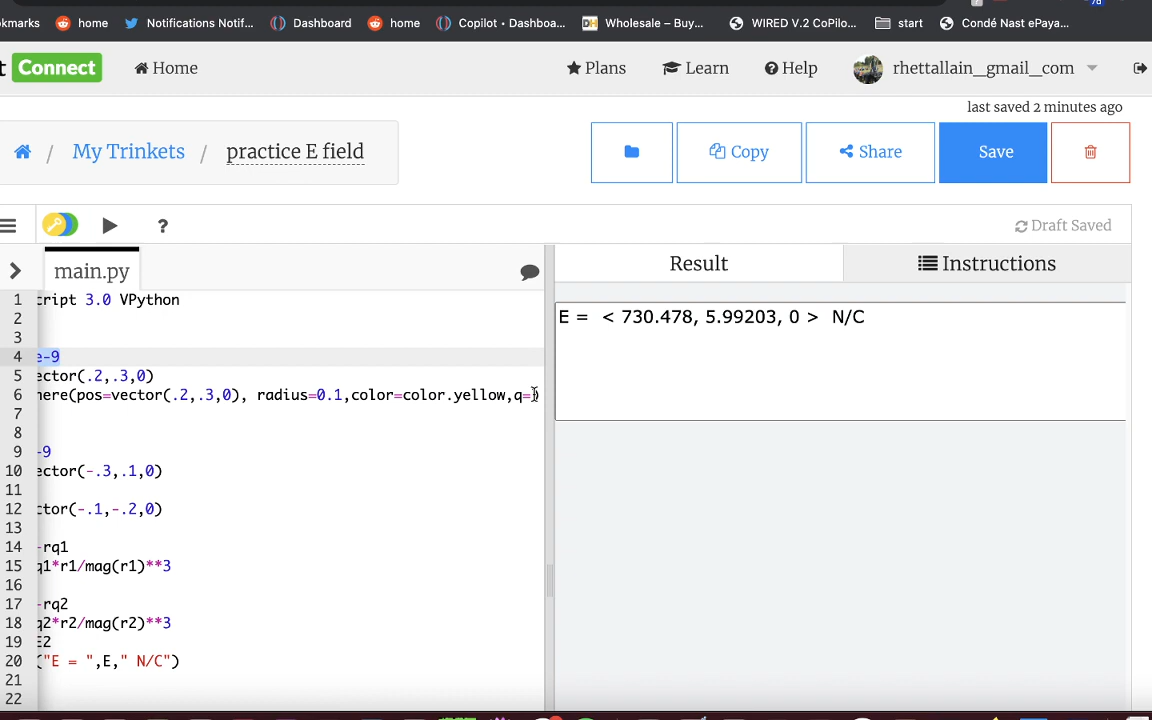 okmarks home Notifications Notif... Dashboard home Copilot • Dashboa... DH Wholesale – Buy... WIRED V.2 CoPilo... start Condé Nast ePaya...
t Connect Home Plans Learn Help rhettallain_gmail_com
last saved 2 minutes ago
/ My Trinkets / practice E field Copy Share Save
? Draft Saved
main.py Result Instructions
1 cript 3.0 VPython
2
3
4 e-9
5 ector(.2,.3,0)
6 here(pos=vector(.2,.3,0), radius=0.1,color=color.yellow,q=)
7
8
9 -9
10 ector(-.3,.1,0)
11
12 ctor(-.1,-.2,0)
13
14 -rq1
15 q1*r1/mag(r1)**3
16
17 -rq2
18 q2*r2/mag(r2)**3
19 E2
20 ("E = ",E," N/C")
21
22
E = < 730.478, 5.99203, 0 > N/C